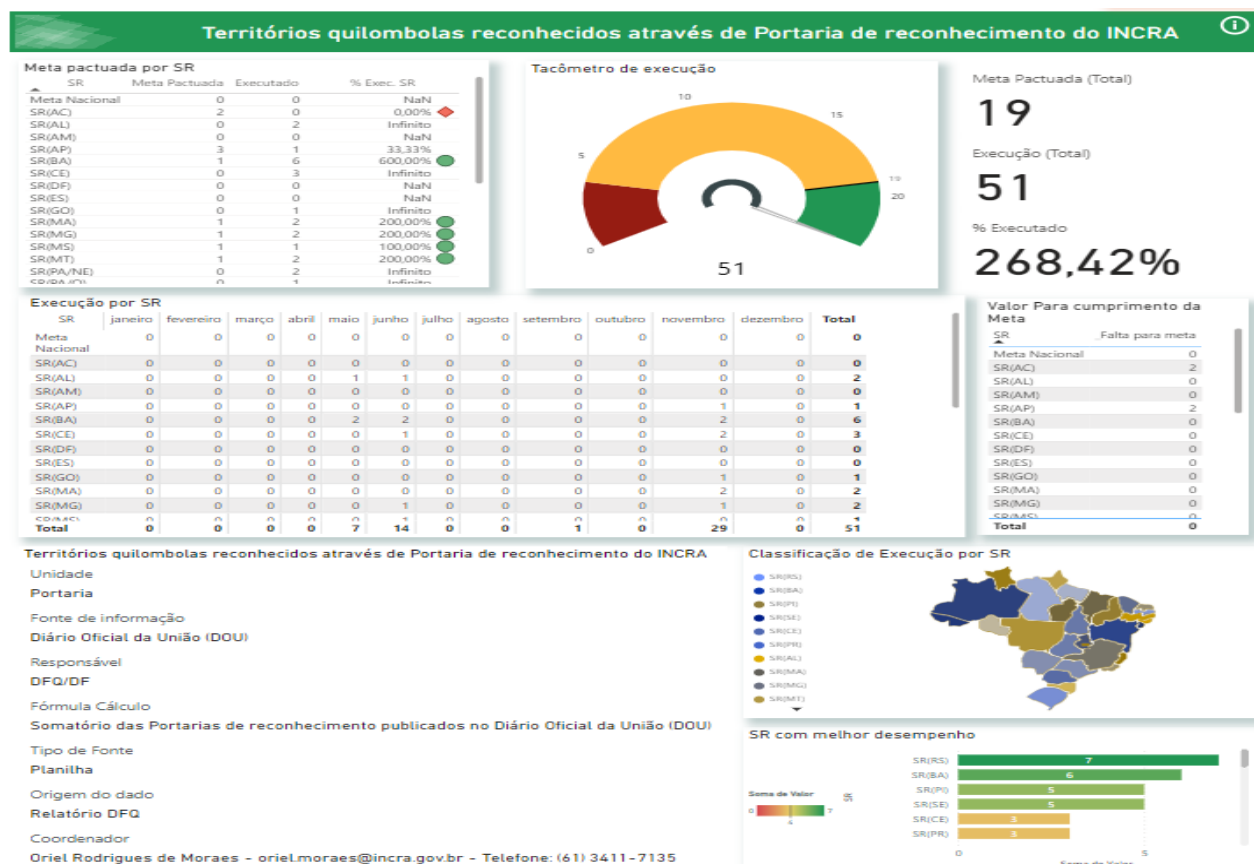 Territórios quilombolas reconhecidos através de Portaria de reconhecimento do INCRA
Meta pactuada por SR
SR Meta Pactuada Executado % Exec. SR
Meta Nacional 0 0 NaN
SR(AC) 2 0 0,00%
SR(AL) 0 2 Infinito
SR(AM) 0 0 NaN
SR(AP) 3 1 33,33%
SR(BA) 1 6 600,00%
SR(CE) 0 3 Infinito
SR(DF) 0 0 NaN
SR(ES) 0 0 NaN
SR(GO) 0 1 Infinito
SR(MA) 1 2 200,00%
SR(MG) 1 2 200,00%
SR(MS) 1 1 100,00%
SR(MT) 1 2 200,00%
SR(PA/NE) 0 2 Infinito
Tacômetro de execução
0
5
10
15
19
20
51
Meta Pactuada (Total)
19
Execução (Total)
51
% Executado
268,42%
Execução por SR
SR janeiro fevereiro março abril maio junho julho agosto setembro outubro novembro dezembro Total
Meta Nacional 0 0 0 0 0 0 0 0 0 0 0 0 0
SR(AC) 0 0 0 0 0 0 0 0 0 0 0 0 0
SR(AL) 0 0 0 0 1 1 0 0 0 0 0 0 2
SR(AM) 0 0 0 0 0 0 0 0 0 0 0 0 0
SR(AP) 0 0 0 0 0 0 0 0 0 0 1 0 1
SR(BA) 0 0 0 0 2 2 0 0 0 0 2 0 6
SR(CE) 0 0 0 0 0 1 0 0 0 0 2 0 3
SR(DF) 0 0 0 0 0 0 0 0 0 0 0 0 0
SR(ES) 0 0 0 0 0 0 0 0 0 0 0 0 0
SR(GO) 0 0 0 0 0 0 0 0 0 0 1 0 1
SR(MA) 0 0 0 0 0 0 0 0 0 0 2 0 2
SR(MG) 0 0 0 0 0 1 0 0 0 0 1 0 2
Total 0 0 0 0 7 14 0 0 1 0 29 0 51
Valor Para cumprimento da
Meta
SR Falta para meta
Meta Nacional 0
SR(AC) 2
SR(AL) 0
SR(AM) 0
SR(AP) 2
SR(BA) 0
SR(CE) 0
SR(DF) 0
SR(ES) 0
SR(GO) 0
SR(MA) 0
SR(MG) 0
SR(MS) 0
Total 0
Territórios quilombolas reconhecidos através de Portaria de reconhecimento do INCRA
Unidade
Portaria
Fonte de informação
Diário Oficial da União (DOU)
Responsável
DFQ/DF
Fórmula Cálculo
Somatório das Portarias de reconhecimento publicados no Diário Oficial da União (DOU)
Tipo de Fonte
Planilha
Origem do dado
Relatório DFQ
Coordenador
Oriel Rodrigues de Moraes - oriel.moraes@incra.gov.br - Telefone: (61) 3411-7135
Classificação de Execução por SR
SR(RS)
SR(BA)
SR(PI)
SR(SE)
SR(CE)
SR(PR)
SR(AL)
SR(MA)
SR(MG)
SR(MT)
SR com melhor desempenho
Soma de Valor
0 7
SR
SR(RS) 7
SR(BA) 6
SR(PI) 5
SR(SE) 5
SR(CE) 3
SR(PR) 3
0 5
Soma de Valor